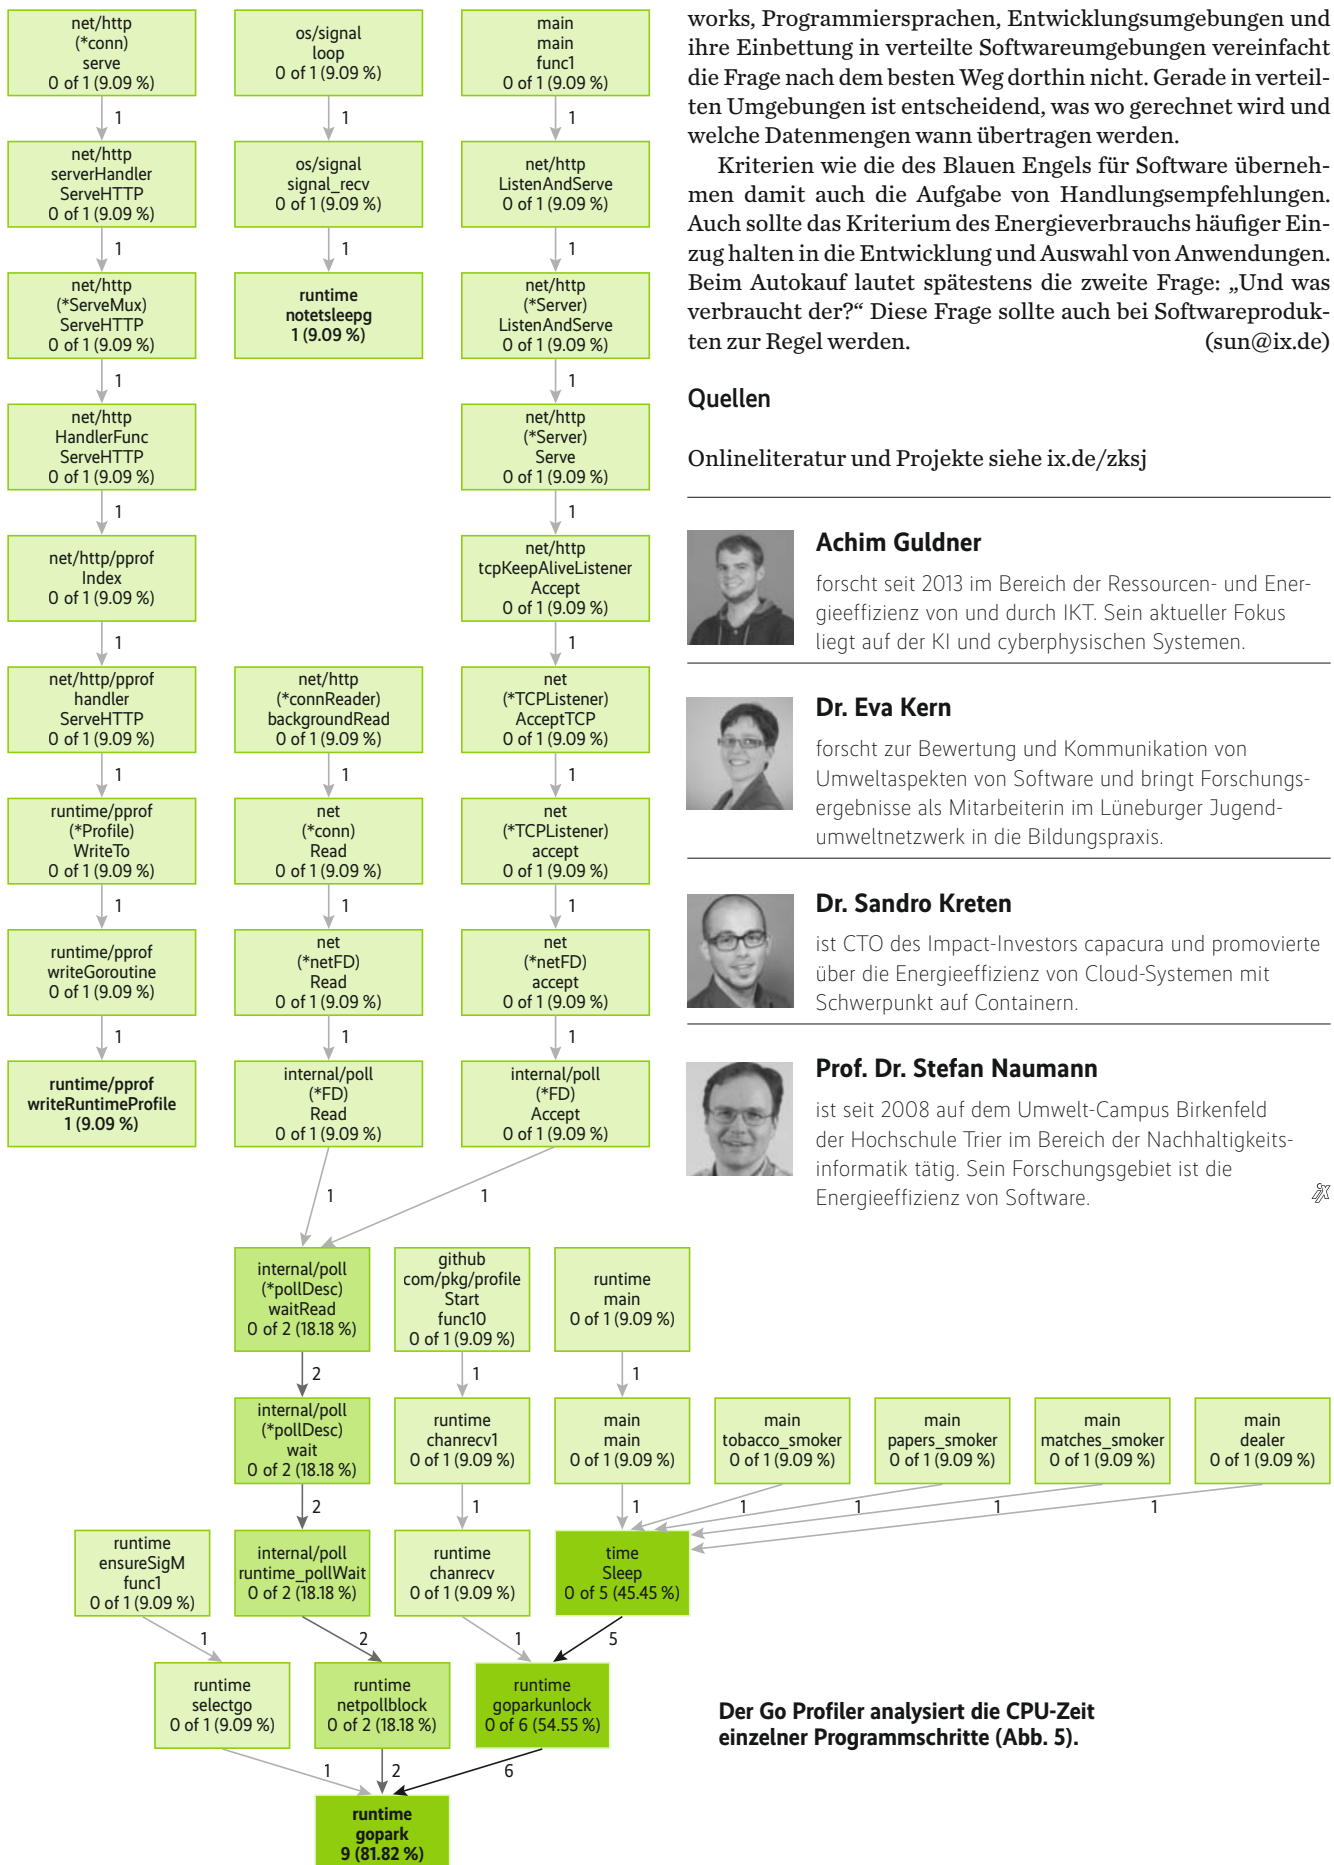 net/http
(*conn)
serve
0 of 1 (9.09 %)
1
net/http
serverHandler
ServeHTTP
0 of 1 (9.09 %)
1
net/http
(*ServeMux)
ServeHTTP
0 of 1 (9.09 %)
1
net/http
HandlerFunc
ServeHTTP
0 of 1 (9.09 %)
1
net/http/pprof
Index
0 of 1 (9.09 %)
1
net/http/pprof
handler
ServeHTTP
0 of 1 (9.09 %)
1
runtime/pprof
(*Profile)
WriteTo
0 of 1 (9.09 %)
1
runtime/pprof
writeGoroutine
0 of 1 (9.09 %)
1
runtime/pprof
writeRuntimeProfile
1 (9.09 %)
os/signal
loop
0 of 1 (9.09 %)
1
os/signal
signal_recv
0 of 1 (9.09 %)
1
runtime
notetsleepg
1 (9.09 %)
net/http
(*connReader)
backgroundRead
0 of 1 (9.09 %)
1
net
(*conn)
Read
0 of 1 (9.09 %)
1
net
(*netFD)
Read
0 of 1 (9.09 %)
1
internal/poll
(*FD)
Read
0 of 1 (9.09 %)
1
main
main
func1
0 of 1 (9.09 %)
1
net/http
ListenAndServe
0 of 1 (9.09 %)
1
net/http
(*Server)
ListenAndServe
0 of 1 (9.09 %)
1
net/http
(*Server)
Serve
0 of 1 (9.09 %)
1
net/http
tcpKeepAliveListener
Accept
0 of 1 (9.09 %)
1
net
(*TCPListener)
AcceptTCP
0 of 1 (9.09 %)
1
net
(*TCPListener)
accept
0 of 1 (9.09 %)
1
net
(*netFD)
accept
0 of 1 (9.09 %)
1
internal/poll
(*FD)
Accept
0 of 1 (9.09 %)
1
internal/poll
(*pollDesc)
waitRead
0 of 2 (18.18 %)
2
internal/poll
(*pollDesc)
wait
0 of 2 (18.18 %)
2
internal/poll
runtime_pollWait
0 of 2 (18.18 %)
2
github
com/pkg/profile
Start
func10
0 of 1 (9.09 %)
1
runtime
chanrecv1
0 of 1 (9.09 %)
1
runtime
chanrecv
0 of 1 (9.09 %)
1
runtime
main
0 of 1 (9.09 %)
1
main
main
0 of 1 (9.09 %)
1
main
tobacco_smoker
0 of 1 (9.09 %)
1
main
papers_smoker
0 of 1 (9.09 %)
1
main
matches_smoker
0 of 1 (9.09 %)
1
main
dealer
0 of 1 (9.09 %)
1
time
Sleep
0 of 5 (45.45 %)
5
runtime
ensureSigM
func1
0 of 1 (9.09 %)
1
runtime
selectgo
0 of 1 (9.09 %)
1
runtime
netpollblock
0 of 2 (18.18 %)
2
runtime
goparkunlock
0 of 6 (54.55 %)
6
runtime
gopark
9 (81.82 %)
Der Go Profiler analysiert die CPU-Zeit
einzelner Programmschritte (Abb. 5).
works, Programmiersprachen, Entwicklungsumgebungen und
ihre Einbettung in verteilte Softwareumgebungen vereinfacht
die Frage nach dem besten Weg dorthin nicht. Gerade in verteil-
ten Umgebungen ist entscheidend, was wo gerechnet wird und
welche Datenmengen wann übertragen werden.
Kriterien wie die des Blauen Engels für Software überneh-
men damit auch die Aufgabe von Handlungsempfehlungen.
Auch sollte das Kriterium des Energieverbrauchs häufiger Ein-
zug halten in die Entwicklung und Auswahl von Anwendungen.
Beim Autokauf lautet spätestens die zweite Frage: „Und was
verbraucht der?“ Diese Frage sollte auch bei Softwareproduk-
ten zur Regel werden. (sun@ix.de)
Quellen
Onlineliteratur und Projekte siehe ix.de/zksj
Achim Guldner
forscht seit 2013 im Bereich der Ressourcen- und Ener-
gieeffizienz von und durch IKT. Sein aktueller Fokus
liegt auf der KI und cyberphysischen Systemen.
Dr. Eva Kern
forscht zur Bewertung und Kommunikation von
Umweltaspekten von Software und bringt Forschungs-
ergebnisse als Mitarbeiterin im Lüneburger Jugend-
umweltnetzwerk in die Bildungspraxis.
Dr. Sandro Kreten
ist CTO des Impact-Investors capacura und promovierte
über die Energieeffizienz von Cloud-Systemen mit
Schwerpunkt auf Containern.
Prof. Dr. Stefan Naumann
ist seit 2008 auf dem Umwelt-Campus Birkenfeld
der Hochschule Trier im Bereich der Nachhaltigkeits-
informatik tätig. Sein Forschungsgebiet ist die
Energieeffizienz von Software.
iX